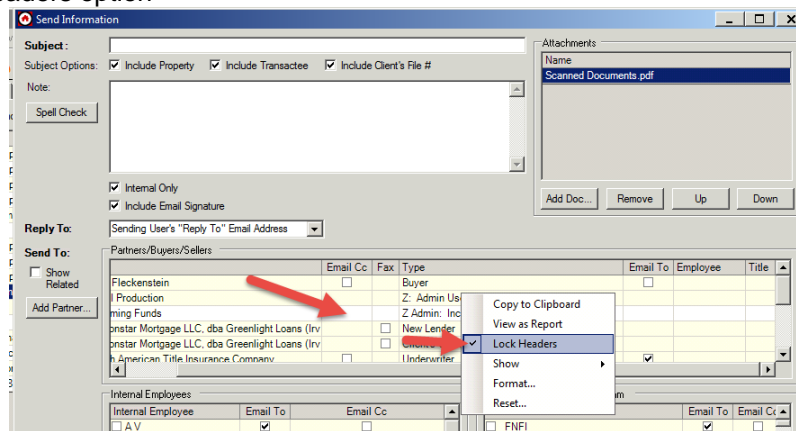 Send Information
Subject:
Subject Options: Include Property Include Transactee Include Client's File #
Note:
Spell Check
Internal Only
Include Email Signature
Reply To: Sending User's "Reply To" Email Address
Send To:
Show Related
Add Partner...
Attachments
Name
Scanned Documents.pdf
Add Doc... Remove Up Down
Partners/Buyers/Sellers
Email Cc Fax Type Email To Employee Title
Fleckenstein Buyer
Production Z: Admin Us
ming Funds Z Admin: Inc
onstar Mortgage LLC, dba Greenlight Loans (Irv New Lender
onstar Mortgage LLC, dba Greenlight Loans (Irv
h American Title Insurance Company Underwriter
Copy to Clipboard
View as Report
Lock Headers
Show
Format...
Reset...
Internal Employees
Internal Employee Email To Email Cc
A V
Email To Email Cc
FNFI